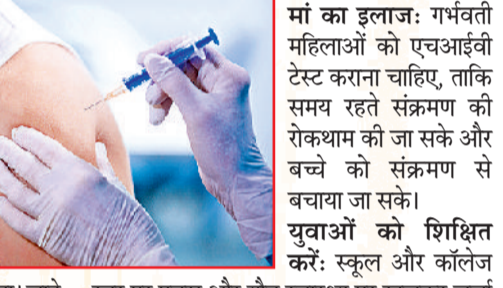 मां का इलाज: गर्भवती
महिलाओं को एचआईवी
टेस्ट कराना चाहिए, ताकि
समय रहते संक्रमण की
रोकथाम की जा सके और
बच्चे को संक्रमण से
बचाया जा सके।
युवाओं को शिक्षित
करें: स्कूल और कॉलेज